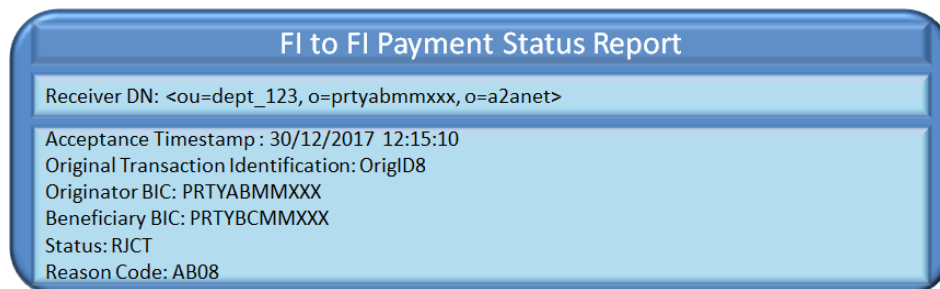 FI to FI Payment Status Report
Receiver DN: <ou=dept_123, o=prtyabmmxxx, o=a2anet>
Acceptance Timestamp : 30/12/2017 12:15:10
Original Transaction Identification: OrigID8
Originator BIC: PRTYABMMXXX
Beneficiary BIC: PRTYBCMMXXX
Status: RJCT
Reason Code: AB08